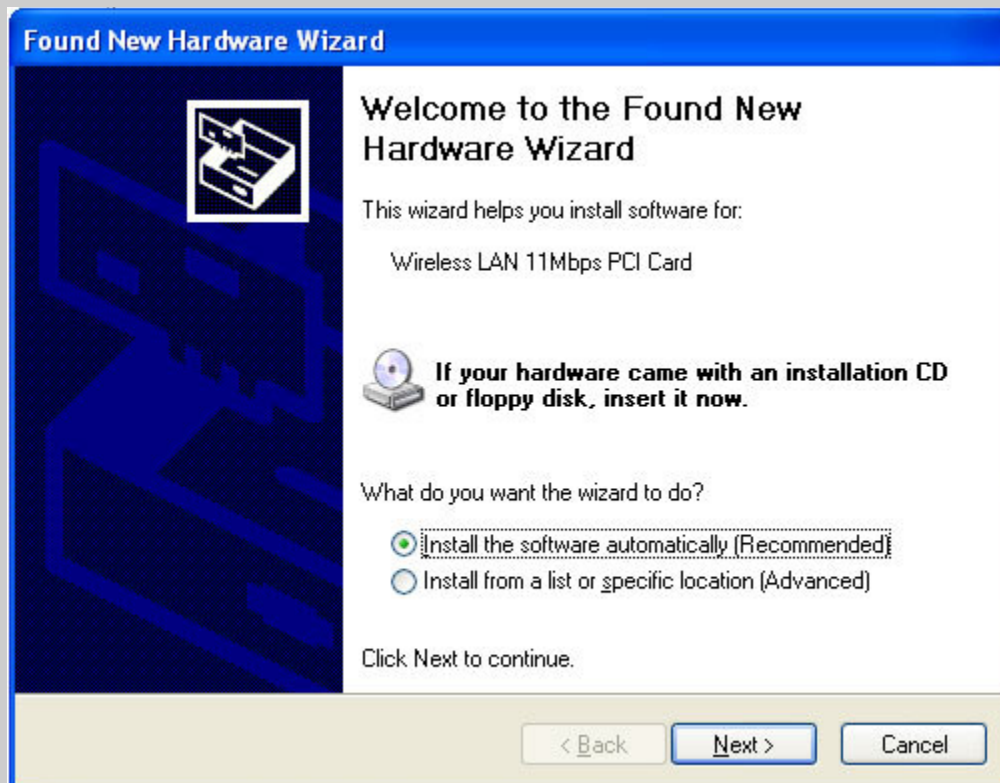 Found New Hardware Wizard
Welcome to the Found New
Hardware Wizard
This wizard helps you install software for:
Wireless LAN 11Mbps PCI Card
If your hardware came with an installation CD
or floppy disk, insert it now.
What do you want the wizard to do?
Install the software automatically (Recommended)
Install from a list or specific location (Advanced)
Click Next to continue.
< Back Next > Cancel